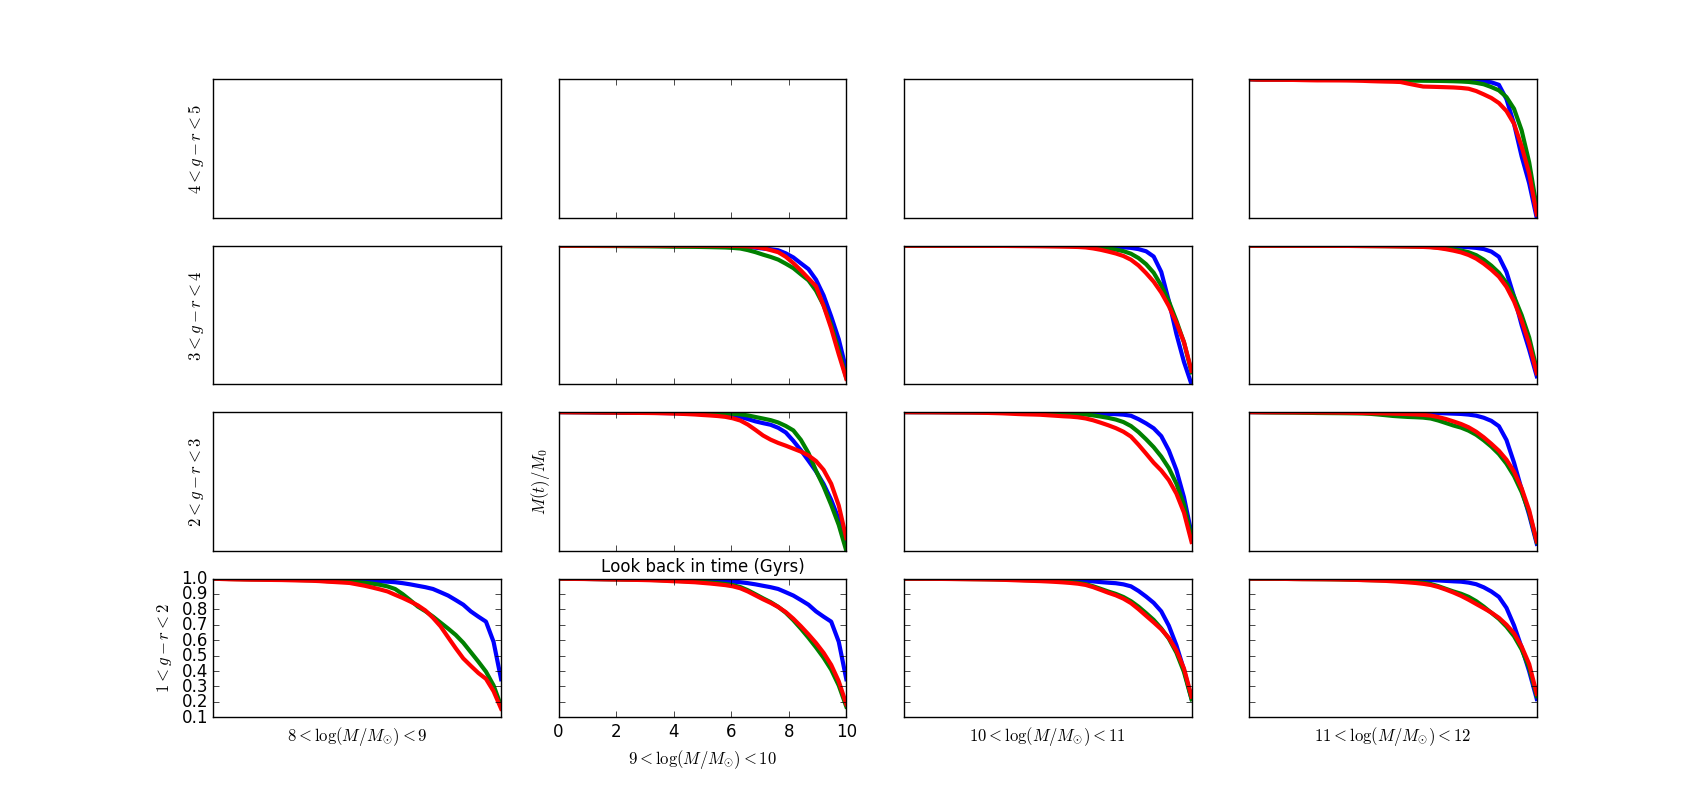 4 < g − r < 5
3 < g − r < 4
2 < g − r < 3
M(t)/M₀
Look back in time (Gyrs)
1 < g − r < 2
1.0
0.9
0.8
0.7
0.6
0.5
0.4
0.3
0.2
0.1
0 2 4 6 8 10
8 < log(M/M⊙) < 9
9 < log(M/M⊙) < 10
10 < log(M/M⊙) < 11
11 < log(M/M⊙) < 12